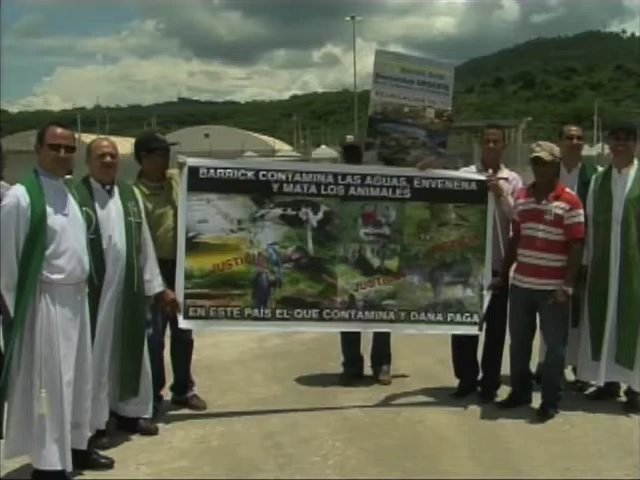 BARRICK CONTAMINA LAS AGUAS, ENVENENA
Y MATA LOS ANIMALES
JUSTICIA
JUSTICIA
EN ESTE PAIS EL QUE CONTAMINA Y DAÑA PAGA